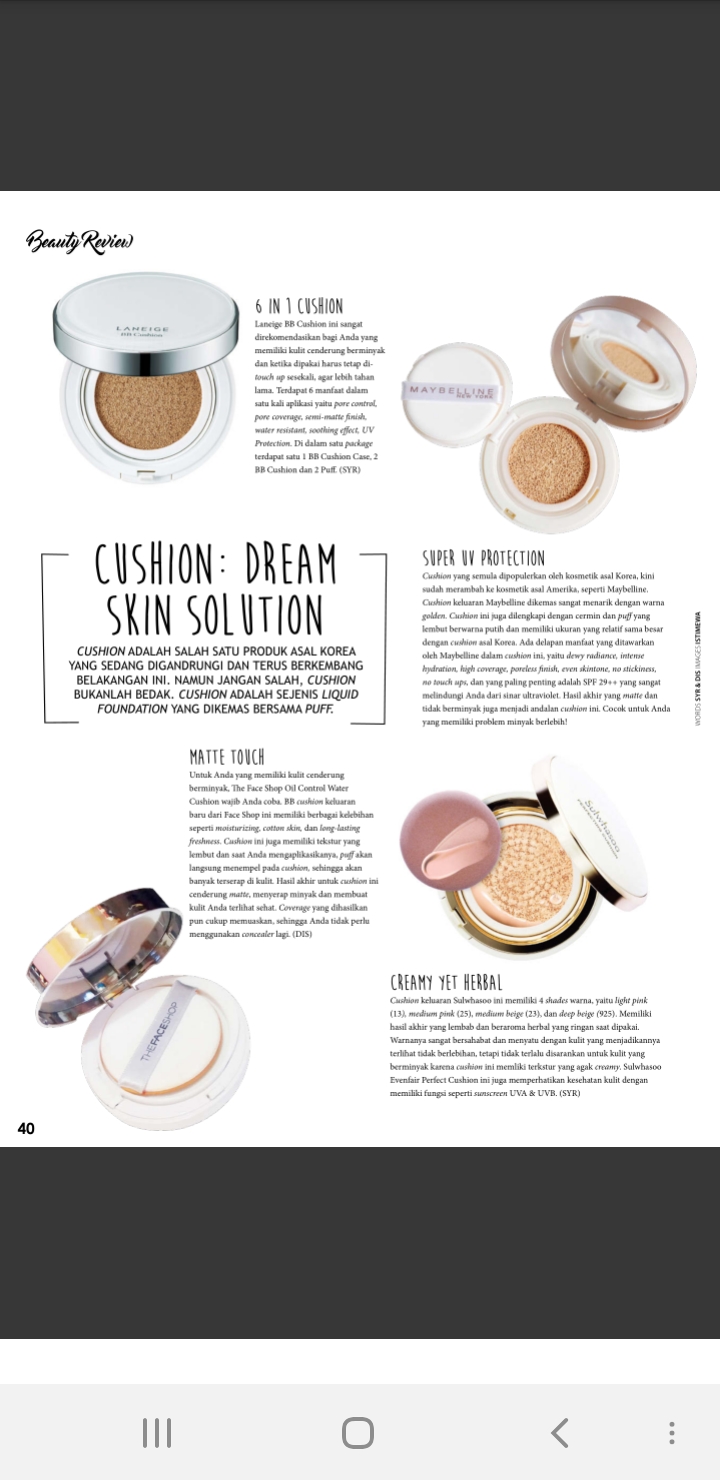 Beauty Review
LANEIGE
BB Cushion
6 IN 1 CUSHION
Laneige BB Cushion ini sangat
direkomendasikan bagi Anda yang
memiliki kulit cenderung berminyak
dan ketika dipakai harus tetap di-
touch up sesekali, agar lebih tahan
lama. Terdapat 6 manfaat dalam
satu kali aplikasi yaitu pore control,
pore coverage, semi-matte finish,
water resistant, soothing effect, UV
Protection. Di dalam satu package
terdapat satu 1 BB Cushion Case, 2
BB Cushion dan 2 Puff. (SYR)
MAYBELLINE
NEW YORK
CUSHION: DREAM
SKIN SOLUTION
CUSHION ADALAH SALAH SATU PRODUK ASAL KOREA
YANG SEDANG DIGANDRUNGI DAN TERUS BERKEMBANG
BELAKANGAN INI. NAMUN JANGAN SALAH, CUSHION
BUKANLAH BEDAK. CUSHION ADALAH SEJENIS LIQUID
FOUNDATION YANG DIKEMAS BERSAMA PUFF.
SUPER UV PROTECTION
Cushion yang semula dipopulerkan oleh kosmetik asal Korea, kini
sudah merambah ke kosmetik asal Amerika, seperti Maybelline.
Cushion keluaran Maybelline dikemas sangat menarik dengan warna
golden. Cushion ini juga dilengkapi dengan cermin dan puff yang
lembut berwarna putih dan memiliki ukuran yang relatif sama besar
dengan cushion asal Korea. Ada delapan manfaat yang ditawarkan
oleh Maybelline dalam cushion ini, yaitu dewy radiance, intense
hydration, high coverage, poreless finish, even skintone, no stickiness,
no touch ups, dan yang paling penting adalah SPF 29++ yang sangat
melindungi Anda dari sinar ultraviolet. Hasil akhir yang matte dan
tidak berminyak juga menjadi andalan cushion ini. Cocok untuk Anda
yang memiliki problem minyak berlebih!
WORDS SYR & DIS IMAGES ISTIMEWA
MATTE TOUCH
Untuk Anda yang memiliki kulit cenderung
berminyak, The Face Shop Oil Control Water
Cushion wajib Anda coba. BB cushion keluaran
baru dari Face Shop ini memiliki berbagai kelebihan
seperti moisturizing, cotton skin, dan long-lasting
freshness. Cushion ini juga memiliki tekstur yang
lembut dan saat Anda mengaplikasikanya, puff akan
langsung menempel pada cushion, sehingga akan
banyak terserap di kulit. Hasil akhir untuk cushion ini
cenderung matte, menyerap minyak dan membuat
kulit Anda terlihat sehat. Coverage yang dihasilkan
pun cukup memuaskan, sehingga Anda tidak perlu
menggunakan concealer lagi. (DIS)
THEFACESHOP
Sulwhasoo
CREAMY YET HERBAL
Cushion keluaran Sulwhasoo ini memiliki 4 shades warna, yaitu light pink
(13), medium pink (25), medium beige (23), dan deep beige (925). Memiliki
hasil akhir yang lembab dan beraroma herbal yang ringan saat dipakai.
Warnanya sangat bersahabat dan menyatu dengan kulit yang menjadikannya
terlihat tidak berlebihan, tetapi tidak terlalu disarankan untuk kulit yang
berminyak karena cushion ini memliki terkstur yang agak creamy. Sulwhasoo
Evenfair Perfect Cushion ini juga memperhatikan kesehatan kulit dengan
memiliki fungsi seperti sunscreen UVA & UVB. (SYR)
40